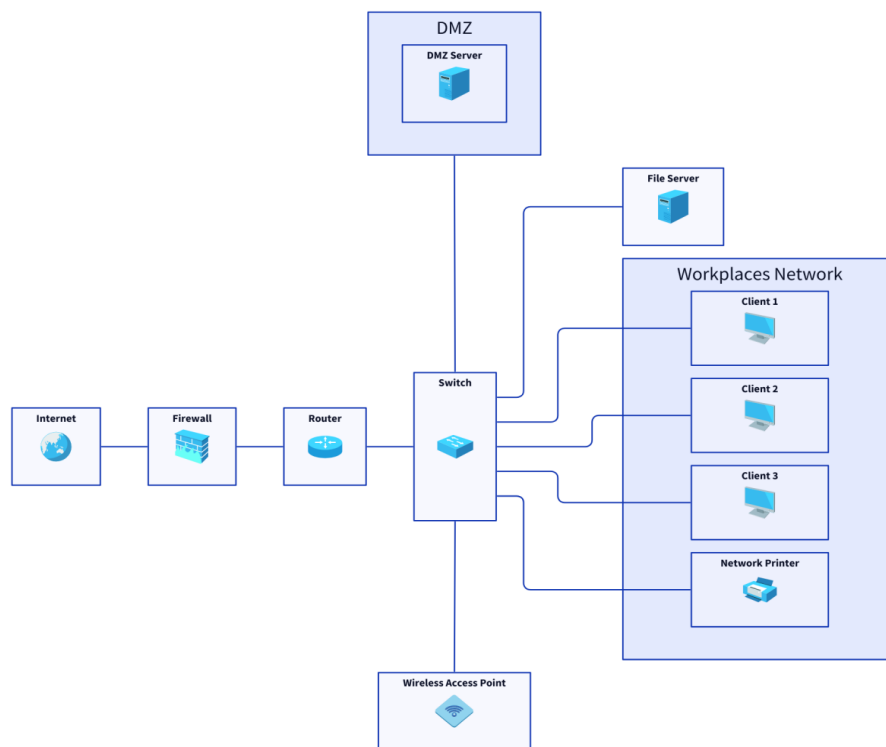 DMZ
DMZ Server
File Server
Workplaces Network
Client 1
Switch
Client 2
Internet
Firewall
Router
Client 3
Network Printer
Wireless Access Point